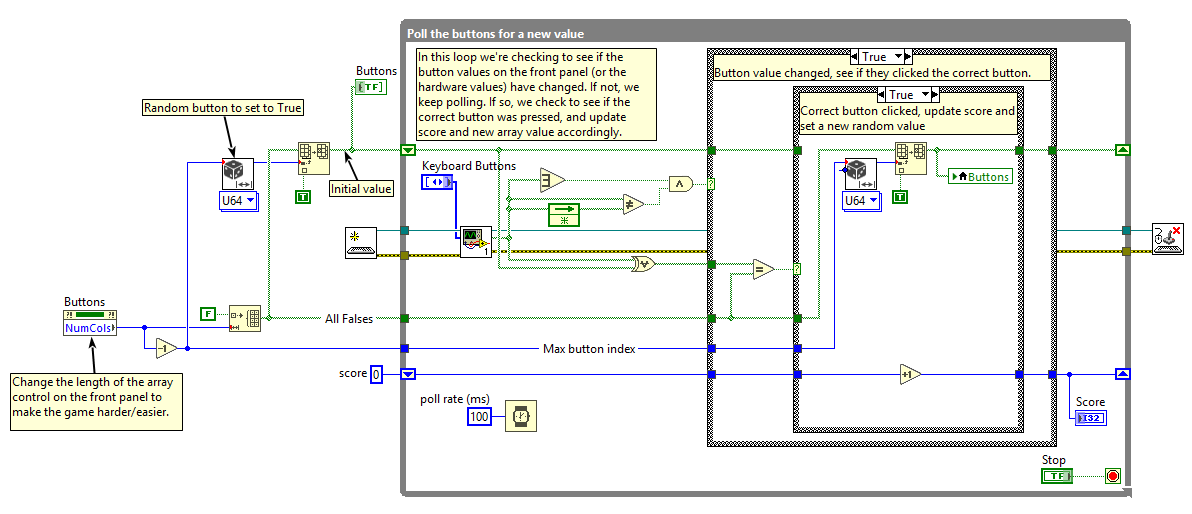 Poll the buttons for a new value
In this loop we're checking to see if the
button values on the front panel (or the
hardware values) have changed. If not, we
keep polling. If so, we check to see if the
correct button was pressed, and update
score and new array value accordingly.
True
Button value changed, see if they clicked the correct button.
True
Correct button clicked, update score and
set a new random value
Buttons
TF
Random button to set to True
U64
T
Initial value
Keyboard Buttons
1
U64
T
Buttons
Buttons
NumCols
F
-1
All Falses
Max button index
score
0
+1
Change the length of the array
control on the front panel to
make the game harder/easier.
poll rate (ms)
100
Score
I32
Stop
TF